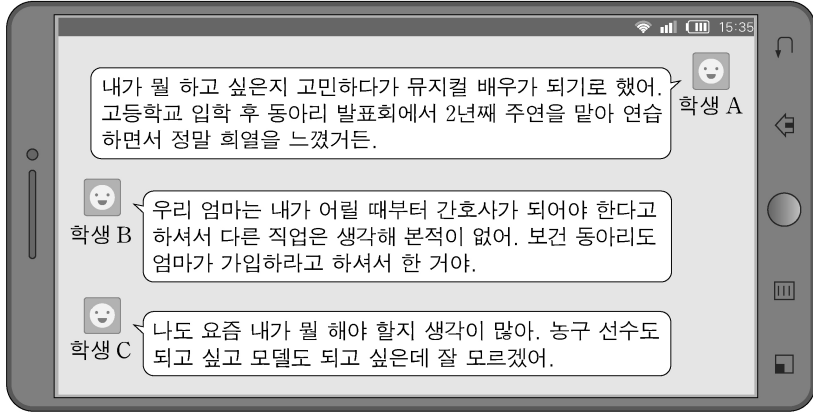 15:35
내가 뭘 하고 싶은지 고민하다가 뮤지컬 배우가 되기로 했어.
고등학교 입학 후 동아리 발표회에서 2년째 주연을 맡아 연습
하면서 정말 희열을 느꼈거든.
학생 A
우리 엄마는 내가 어릴 때부터 간호사가 되어야 한다고
하셔서 다른 직업은 생각해 본적이 없어. 보건 동아리도
엄마가 가입하라고 하셔서 한 거야.
학생 B
나도 요즘 내가 뭘 해야 할지 생각이 많아. 농구 선수도
되고 싶고 모델도 되고 싶은데 잘 모르겠어.
학생 C